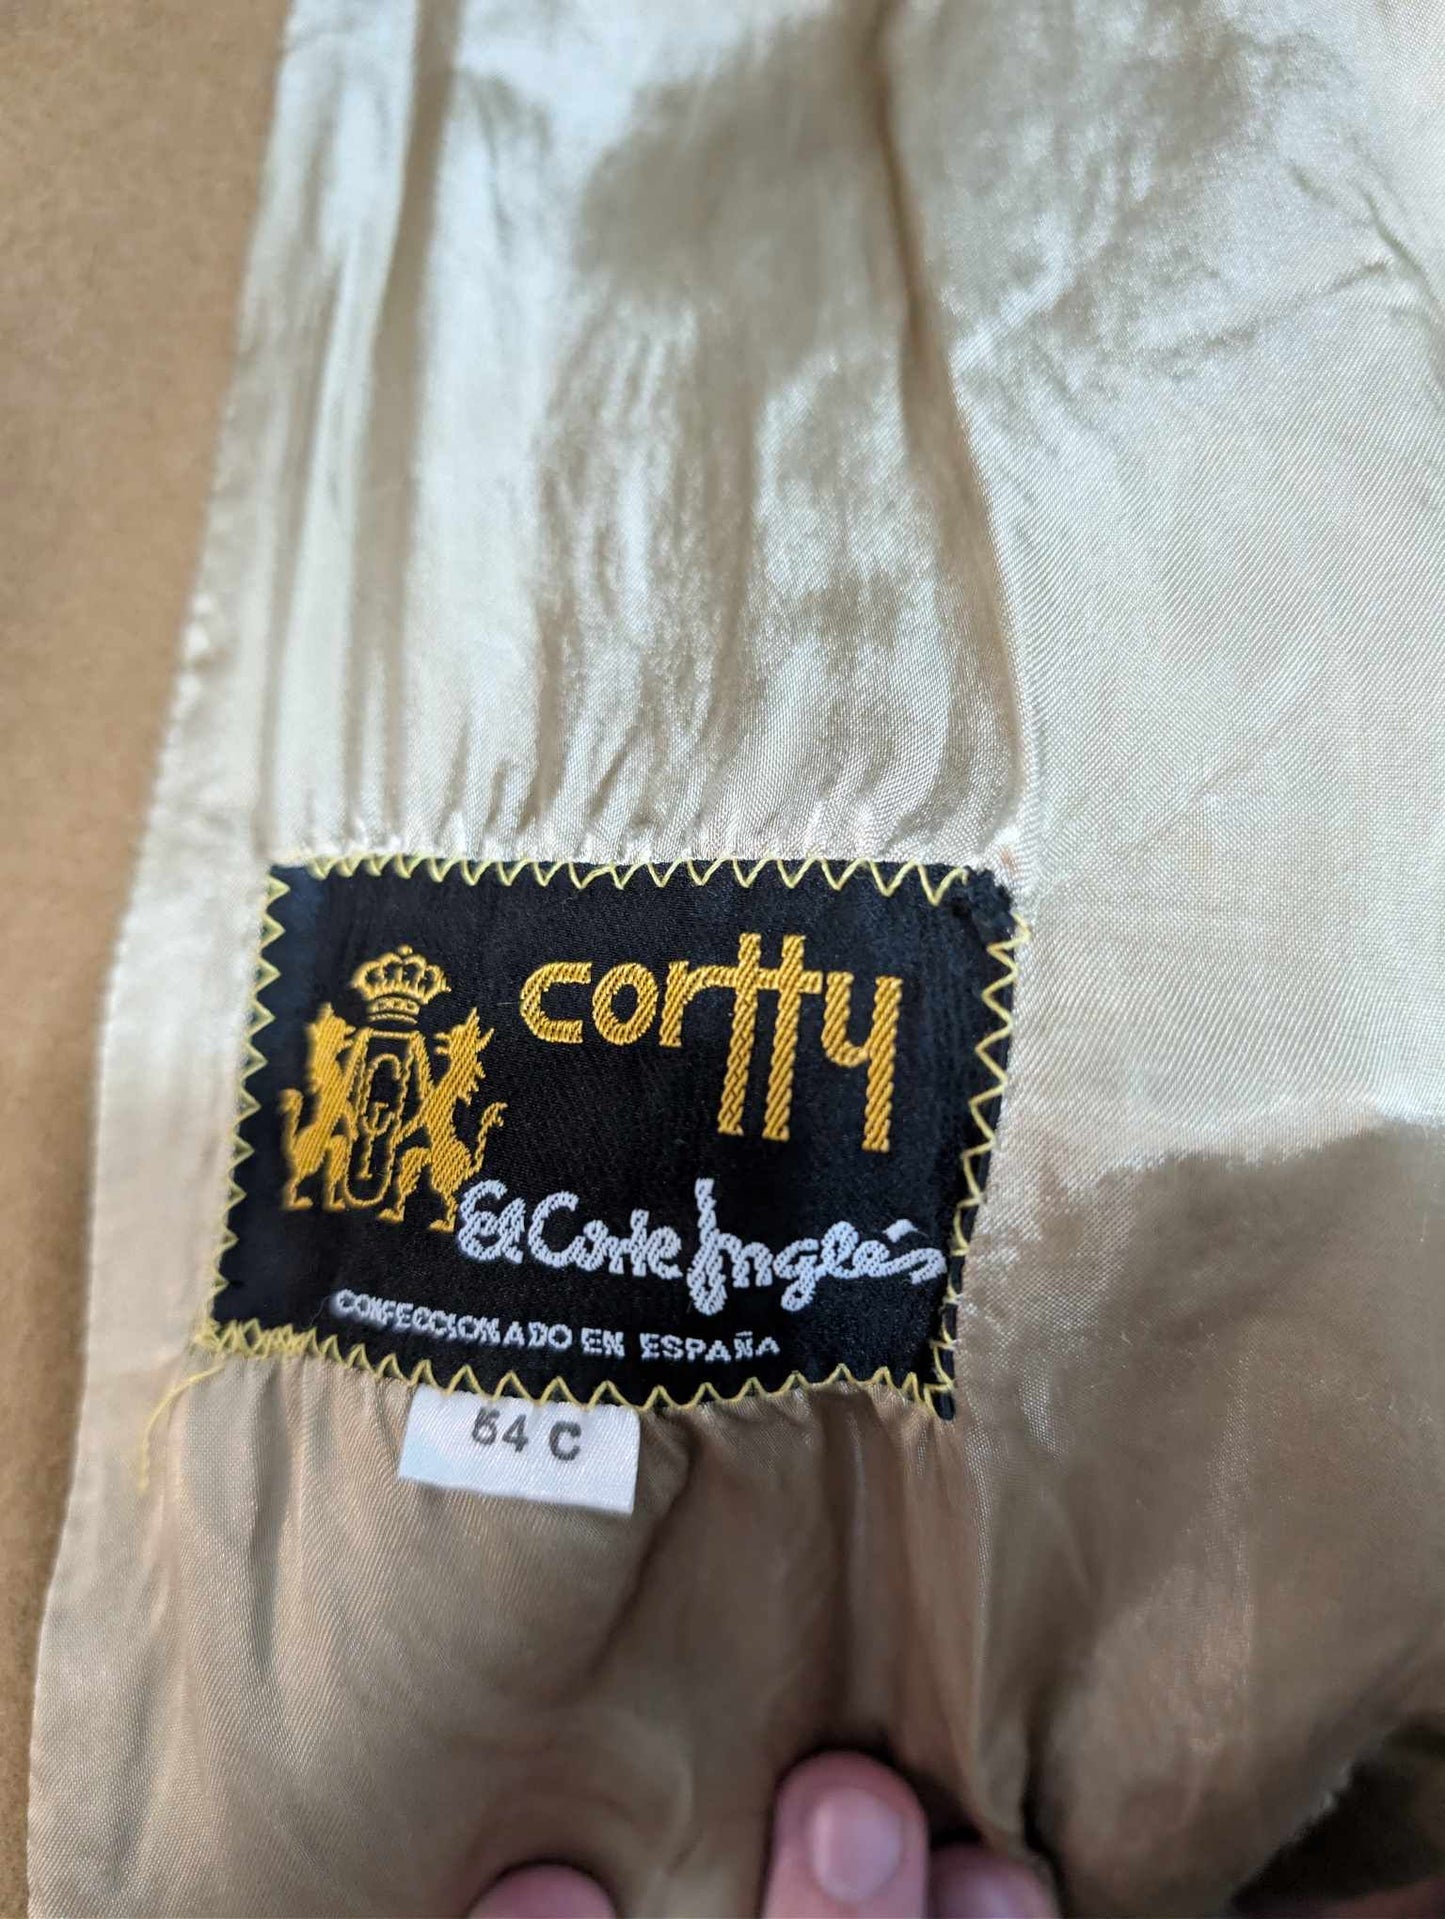 cortty
El Corte Inglés
CONFECCIONADO EN ESPAÑA
54 C